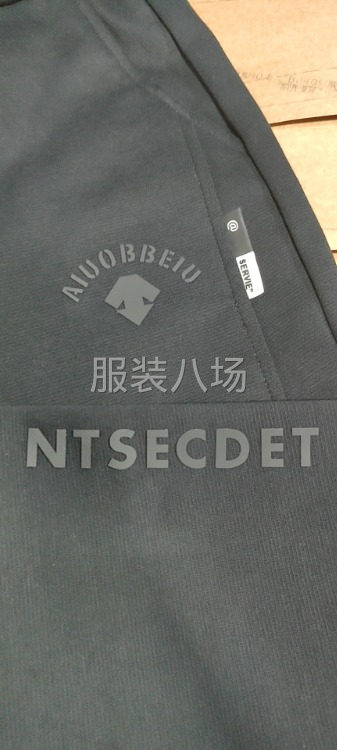 AIUOBBEIU
@
SERVIE
服装八场
NTSECDET